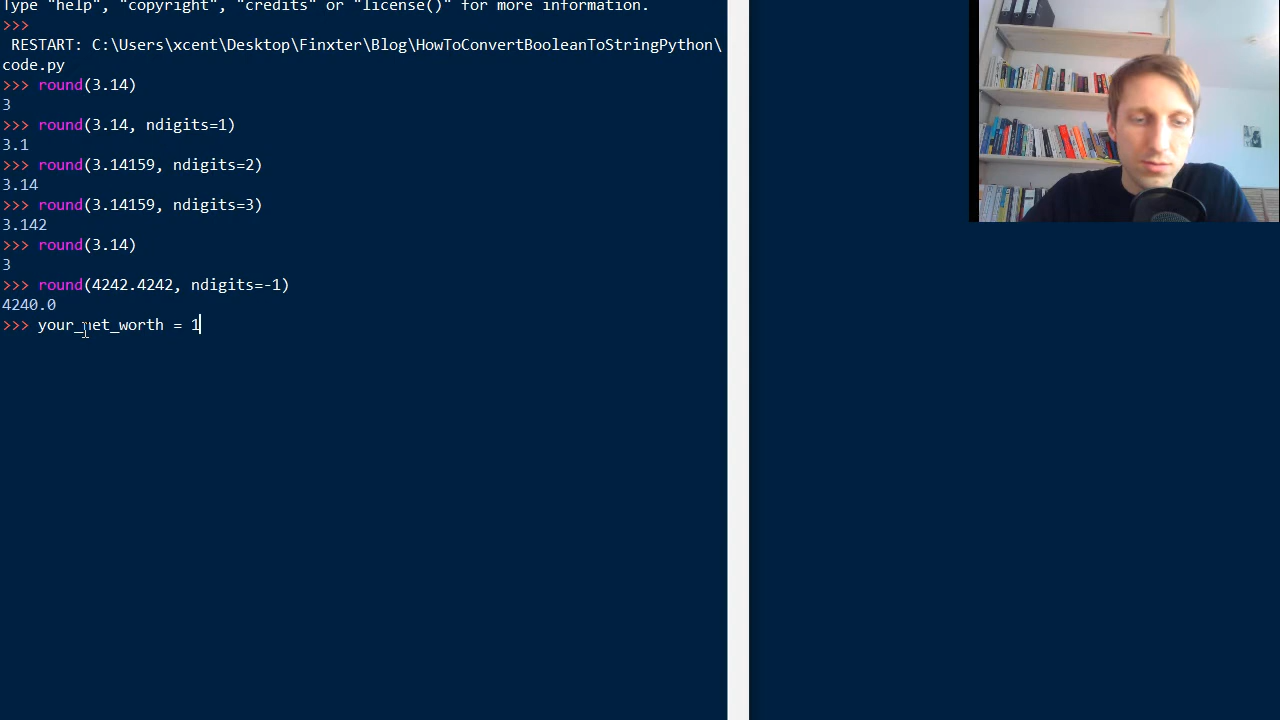 Type "help", "copyright", "credits" or "license()" for more information.
>>>
RESTART: C:\Users\xcent\Desktop\Finxter\Blog\HowToConvertBooleanToStringPython\
code.py
>>> round(3.14)
3
>>> round(3.14, ndigits=1)
3.1
>>> round(3.14159, ndigits=2)
3.14
>>> round(3.14159, ndigits=3)
3.142
>>> round(3.14)
3
>>> round(4242.4242, ndigits=-1)
4240.0
>>> your_net_worth = 1